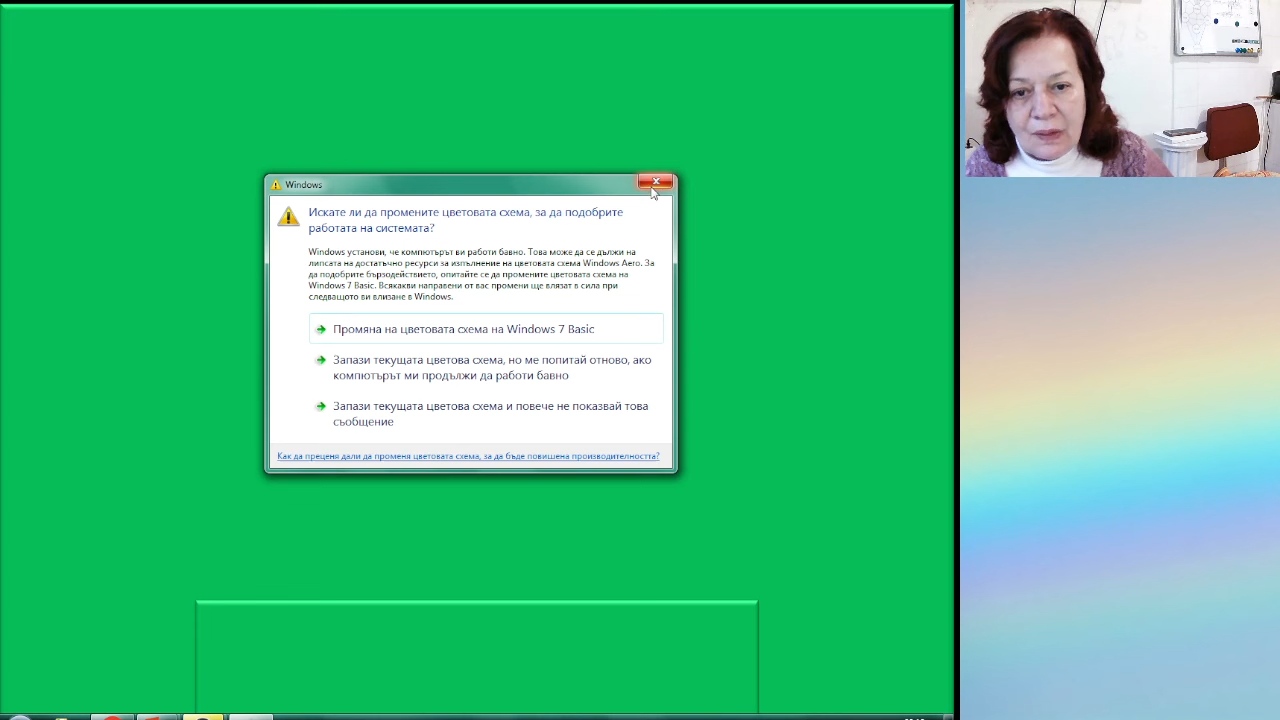 Windows
Искате ли да промените цветовата схема, за да подобрите
работата на системата?
Windows установи, че компютърът ви работи бавно. Това може да се дължи на
липсата на достатъчно ресурси за изпълнение на цветовата схема Windows Aero. За
да подобрите бързодействието, опитайте се да промените цветовата схема на
Windows 7 Basic. Всякакви направени от вас промени ще влязат в сила при
следващото ви влизане в Windows.
Промяна на цветовата схема на Windows 7 Basic
Запази текущата цветова схема, но ме попитай отново, ако
компютърът ми продължи да работи бавно
Запази текущата цветова схема и повече не показвай това
съобщение
Как да преценя дали да променя цветовата схема, за да бъде повишена производителността?